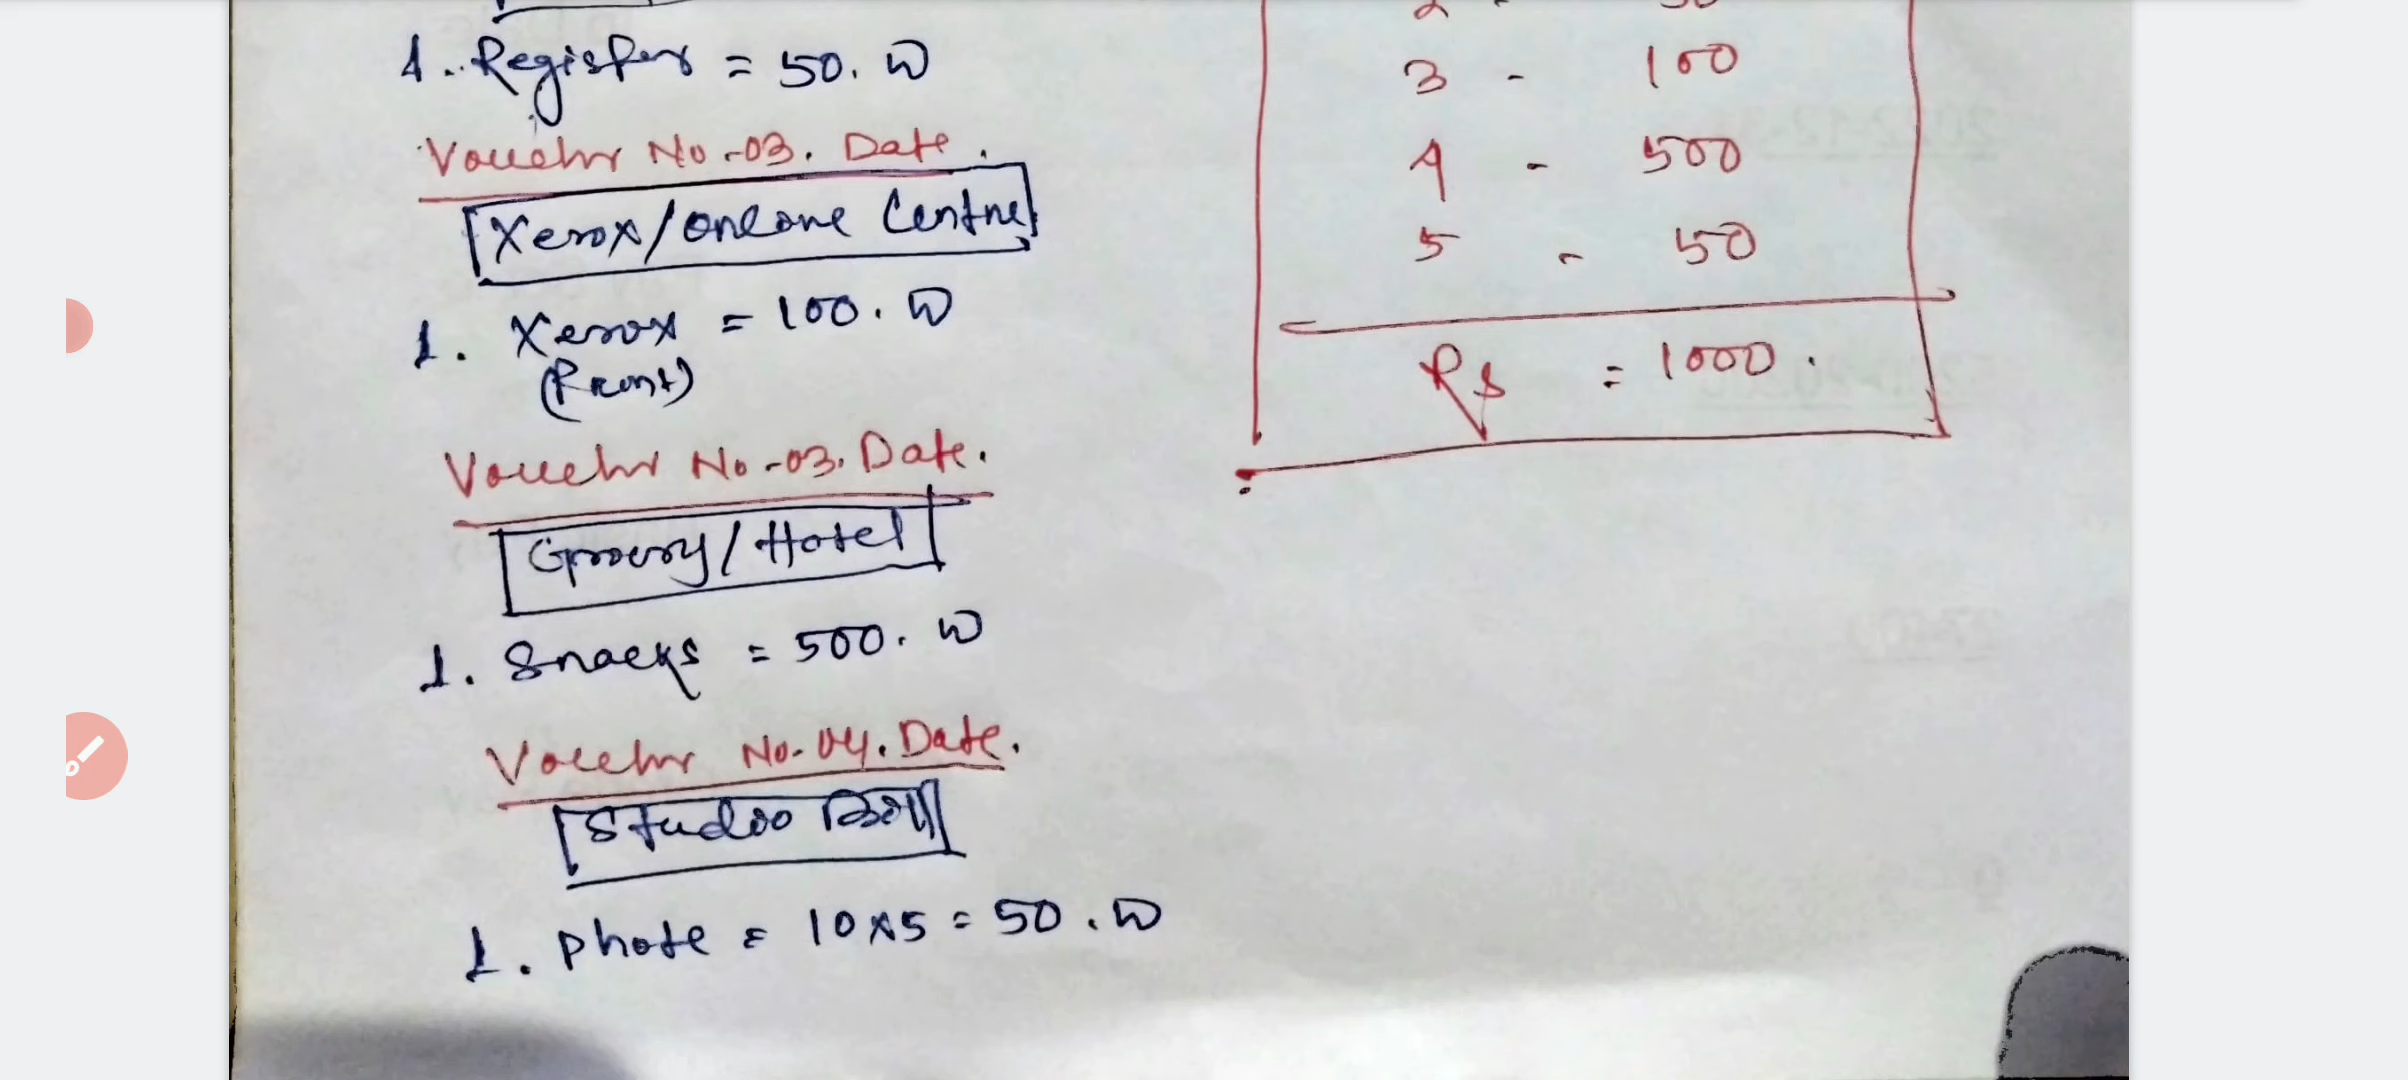 1. Register = 50. W
Voucher No-03. Date.
Xerox/online Centre
1. Xerox = 100. W
(Print)
Voucher No-03. Date.
Grocery/Hotel
1. Snacks = 500. W
Voucher No-04. Date.
Studio Bill
1. Photo = 10x5 = 50. W
3 - 100
4 - 500
5 - 50
Rs = 1000.